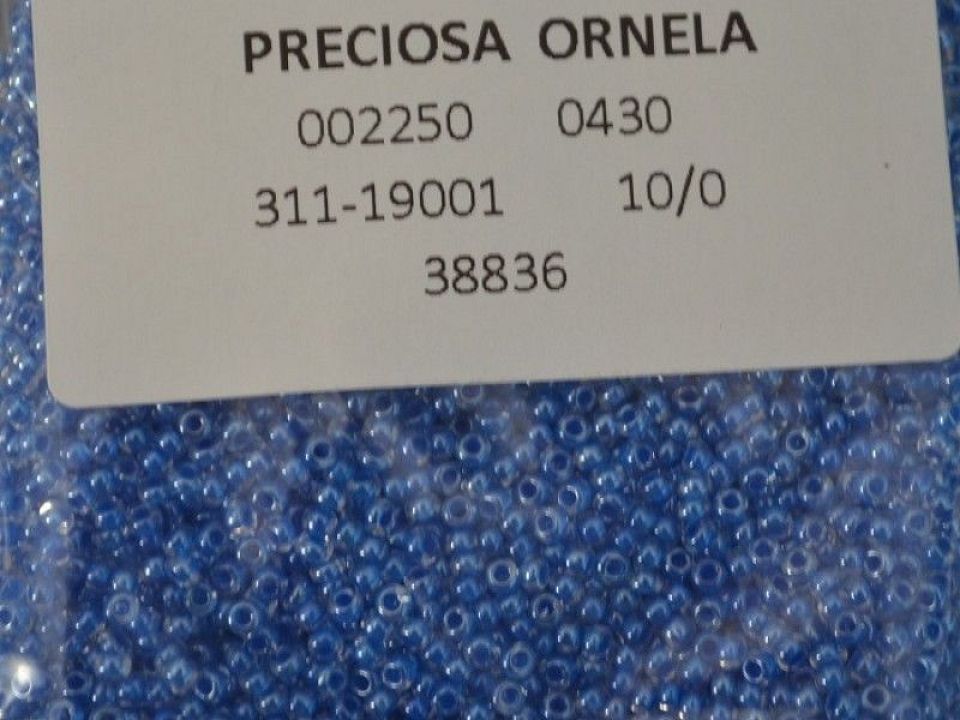 PRECIOSA ORNELA
002250 0430
311-19001 10/0
38836